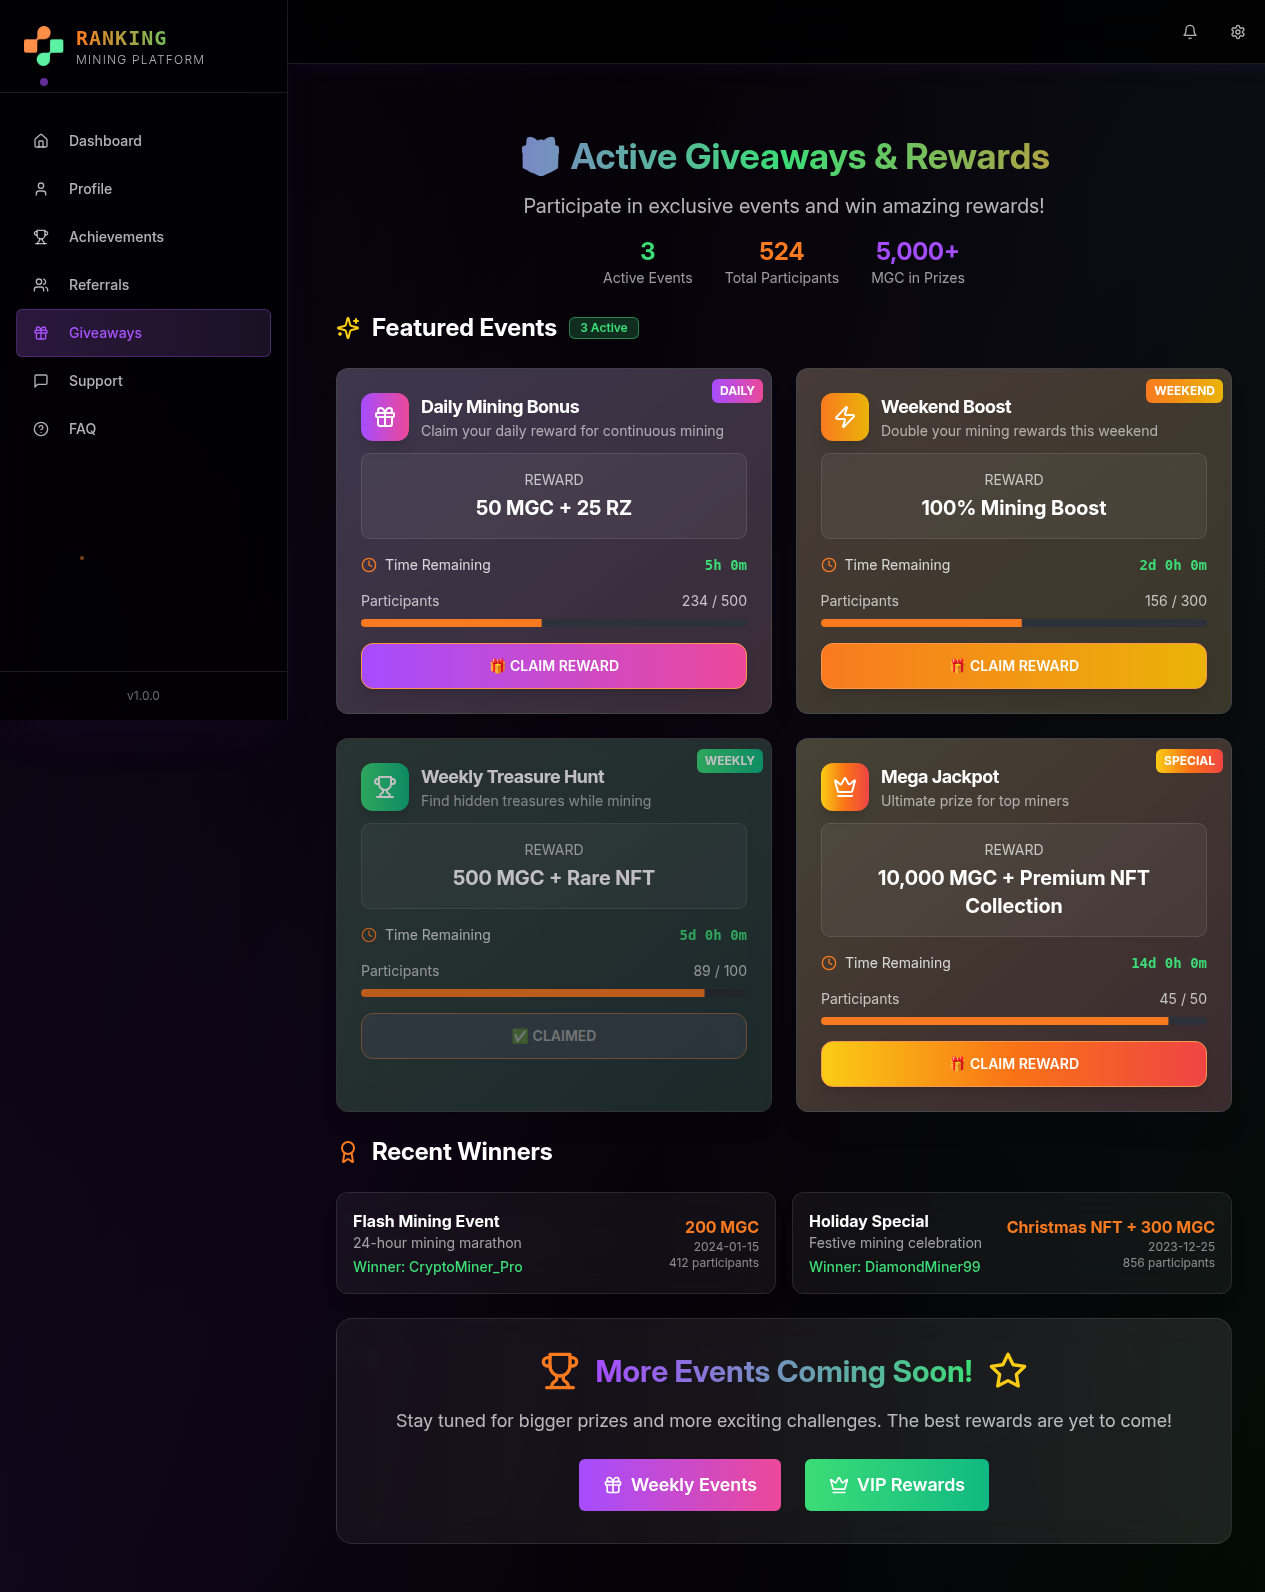 RANKING
MINING PLATFORM
Dashboard
Profile
Achievements
Referrals
Giveaways
Support
FAQ
v1.0.0
Active Giveaways & Rewards
Participate in exclusive events and win amazing rewards!
3
Active Events
524
Total Participants
5,000+
MGC in Prizes
Featured Events
3 Active
DAILY
Daily Mining Bonus
Claim your daily reward for continuous mining
REWARD
50 MGC + 25 RZ
Time Remaining
5h 0m
Participants
234 / 500
🎁 CLAIM REWARD
WEEKEND
Weekend Boost
Double your mining rewards this weekend
REWARD
100% Mining Boost
Time Remaining
2d 0h 0m
Participants
156 / 300
🎁 CLAIM REWARD
WEEKLY
Weekly Treasure Hunt
Find hidden treasures while mining
REWARD
500 MGC + Rare NFT
Time Remaining
5d 0h 0m
Participants
89 / 100
✅ CLAIMED
SPECIAL
Mega Jackpot
Ultimate prize for top miners
REWARD
10,000 MGC + Premium NFT
Collection
Time Remaining
14d 0h 0m
Participants
45 / 50
🎁 CLAIM REWARD
Recent Winners
Flash Mining Event
24-hour mining marathon
Winner: CryptoMiner_Pro
200 MGC
2024-01-15
412 participants
Holiday Special
Festive mining celebration
Winner: DiamondMiner99
Christmas NFT + 300 MGC
2023-12-25
856 participants
More Events Coming Soon!
Stay tuned for bigger prizes and more exciting challenges. The best rewards are yet to come!
Weekly Events
VIP Rewards